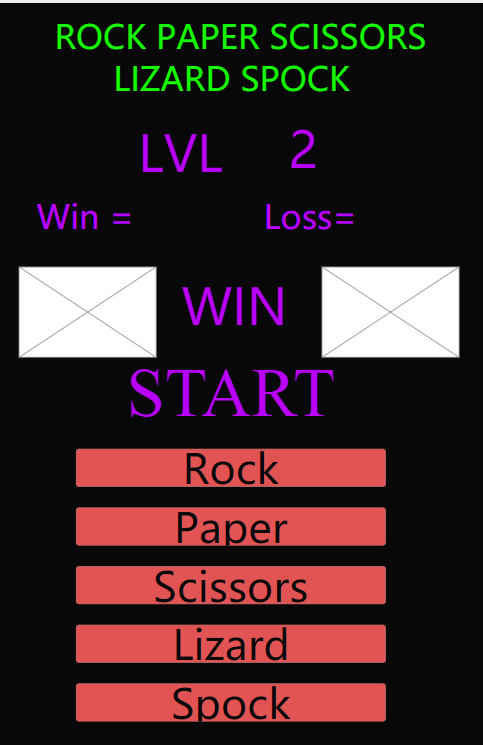 ROCK PAPER SCISSORS
LIZARD SPOCK
LVL 2
Win = Loss=
WIN
START
Rock
Paper
Scissors
Lizard
Spock